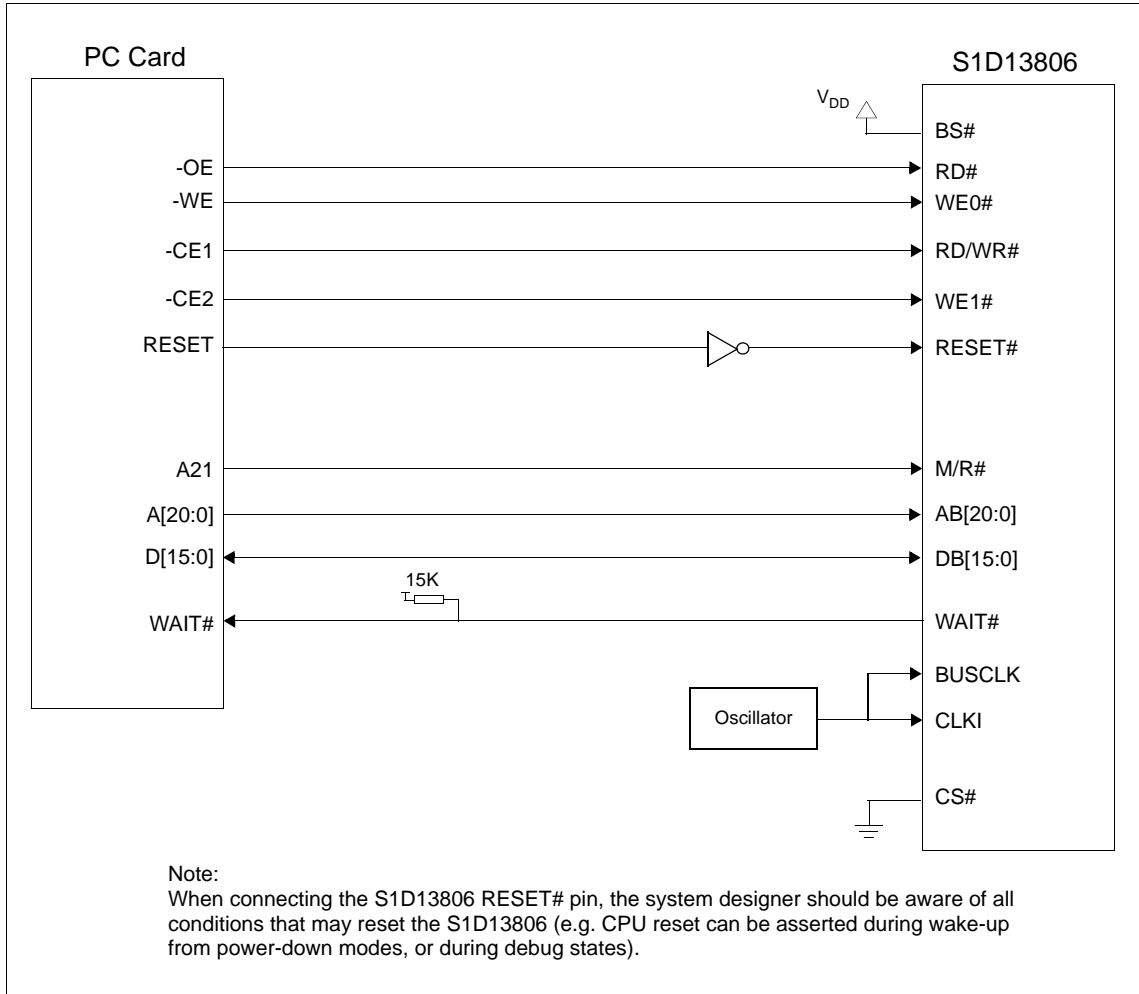 PC Card
S1D13806
VDD
BS#
-OE
RD#
-WE
WE0#
-CE1
RD/WR#
-CE2
WE1#
RESET
RESET#
A21
M/R#
A[20:0]
AB[20:0]
D[15:0]
DB[15:0]
15K
WAIT#
WAIT#
BUSCLK
Oscillator
CLKI
CS#
Note:
When connecting the S1D13806 RESET# pin, the system designer should be aware of all
conditions that may reset the S1D13806 (e.g. CPU reset can be asserted during wake-up
from power-down modes, or during debug states).